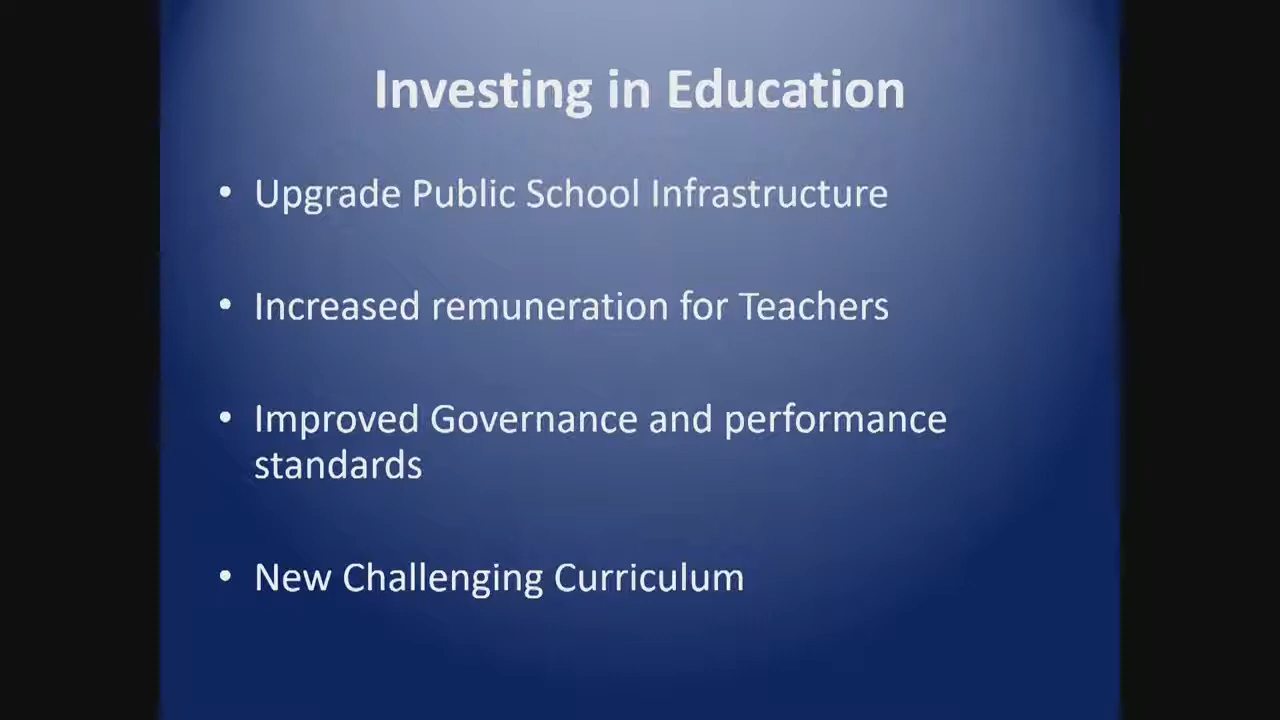 Investing in Education
• Upgrade Public School Infrastructure
• Increased remuneration for Teachers
• Improved Governance and performance
standards
• New Challenging Curriculum